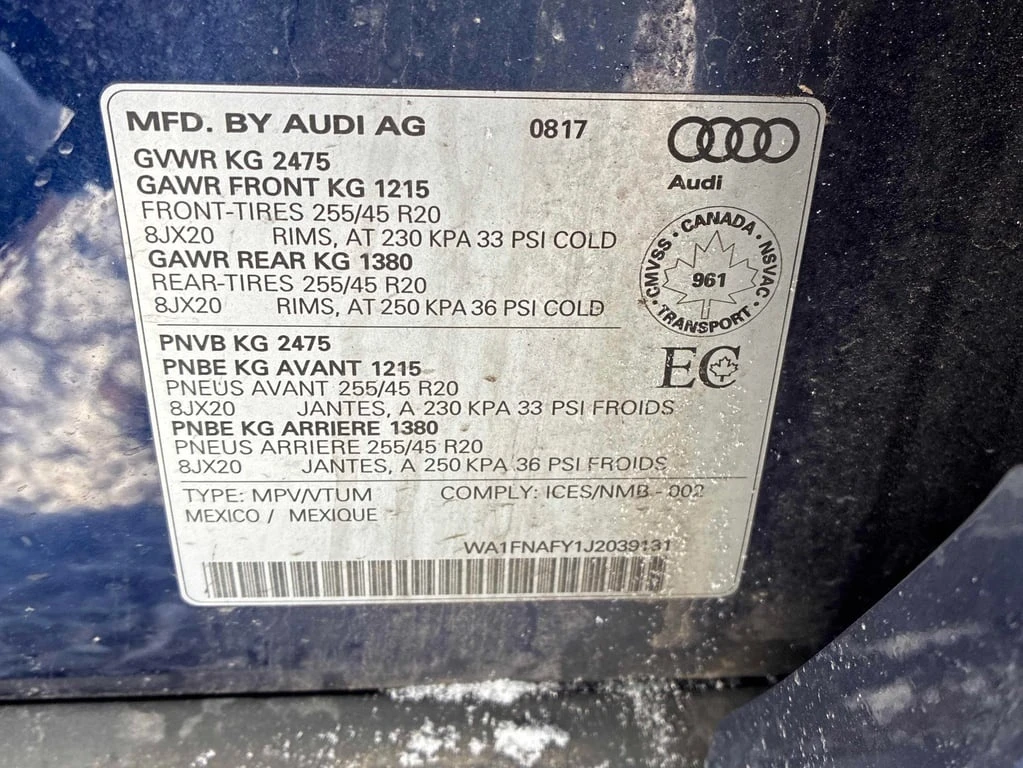 MFD. BY AUDI AG 0817
GVWR KG 2475
GAWR FRONT KG 1215
FRONT-TIRES 255/45 R20
8JX20 RIMS, AT 230 KPA 33 PSI COLD
GAWR REAR KG 1380
REAR-TIRES 255/45 R20
8JX20 RIMS, AT 250 KPA 36 PSI COLD
Audi
CMVSS · CANADA · NSVAC · TRANSPORT
961
EC
PNVB KG 2475
PNBE KG AVANT 1215
PNEUS AVANT 255/45 R20
8JX20 JANTES, A 230 KPA 33 PSI FROIDS
PNBE KG ARRIERE 1380
PNEUS ARRIERE 255/45 R20
8JX20 JANTES, A 250 KPA 36 PSI FROIDS
TYPE: MPV/VTUM COMPLY: ICES/NMB - 002
MEXICO / MEXIQUE
WA1FNAFY1J2039131